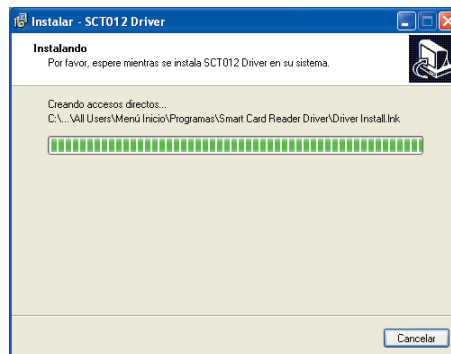 Instalar - SCT012 Driver
Instalando
Por favor, espere mientras se instala SCT012 Driver en su sistema.
Creando accesos directos...
C:\...\All Users\Menú Inicio\Programas\Smart Card Reader Driver\Driver Install.lnk
Cancelar